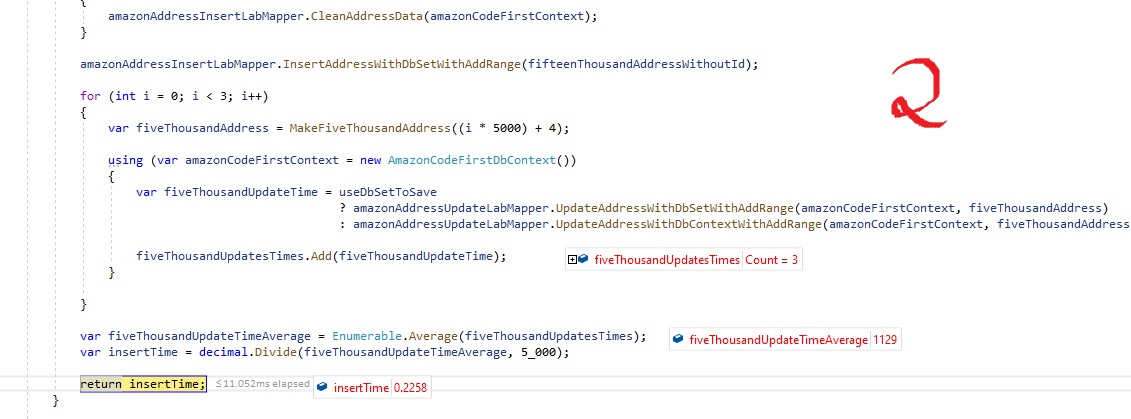 {
amazonAddressInsertLabMapper.CleanAddressData(amazonCodeFirstContext);
}
amazonAddressInsertLabMapper.InsertAddressWithDbSetWithAddRange(fifteenThousandAddressWithoutId);
2
for (int i = 0; i < 3; i++)
{
var fiveThousandAddress = MakeFiveThousandAddress((i * 5000) + 4);
using (var amazonCodeFirstContext = new AmazonCodeFirstDbContext())
{
var fiveThousandUpdateTime = useDbSetToSave
? amazonAddressUpdateLabMapper.UpdateAddressWithDbSetWithAddRange(amazonCodeFirstContext, fiveThousandAddress)
: amazonAddressUpdateLabMapper.UpdateAddressWithDbContextWithAddRange(amazonCodeFirstContext, fiveThousandAddress
fiveThousandUpdatesTimes.Add(fiveThousandUpdateTime); fiveThousandUpdatesTimes Count = 3
}
}
var fiveThousandUpdateTimeAverage = Enumerable.Average(fiveThousandUpdatesTimes); fiveThousandUpdateTimeAverage 1129
var insertTime = decimal.Divide(fiveThousandUpdateTimeAverage, 5_000);
return insertTime; ≤11.052ms elapsed insertTime 0.2258
}